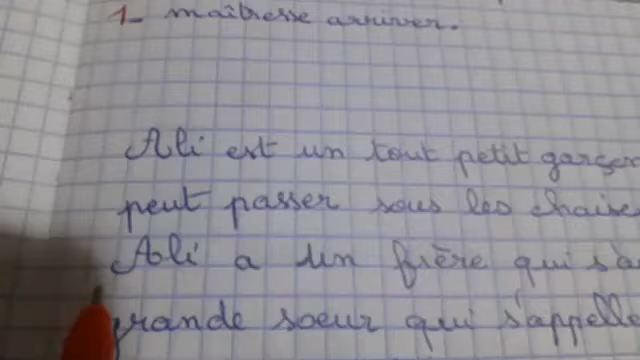 1- maîtresse arriver.
Ali est un tout petit garçon
peut passer sous les chaises
Ali a un frère qui s'a
grande soeur qui s'appelle